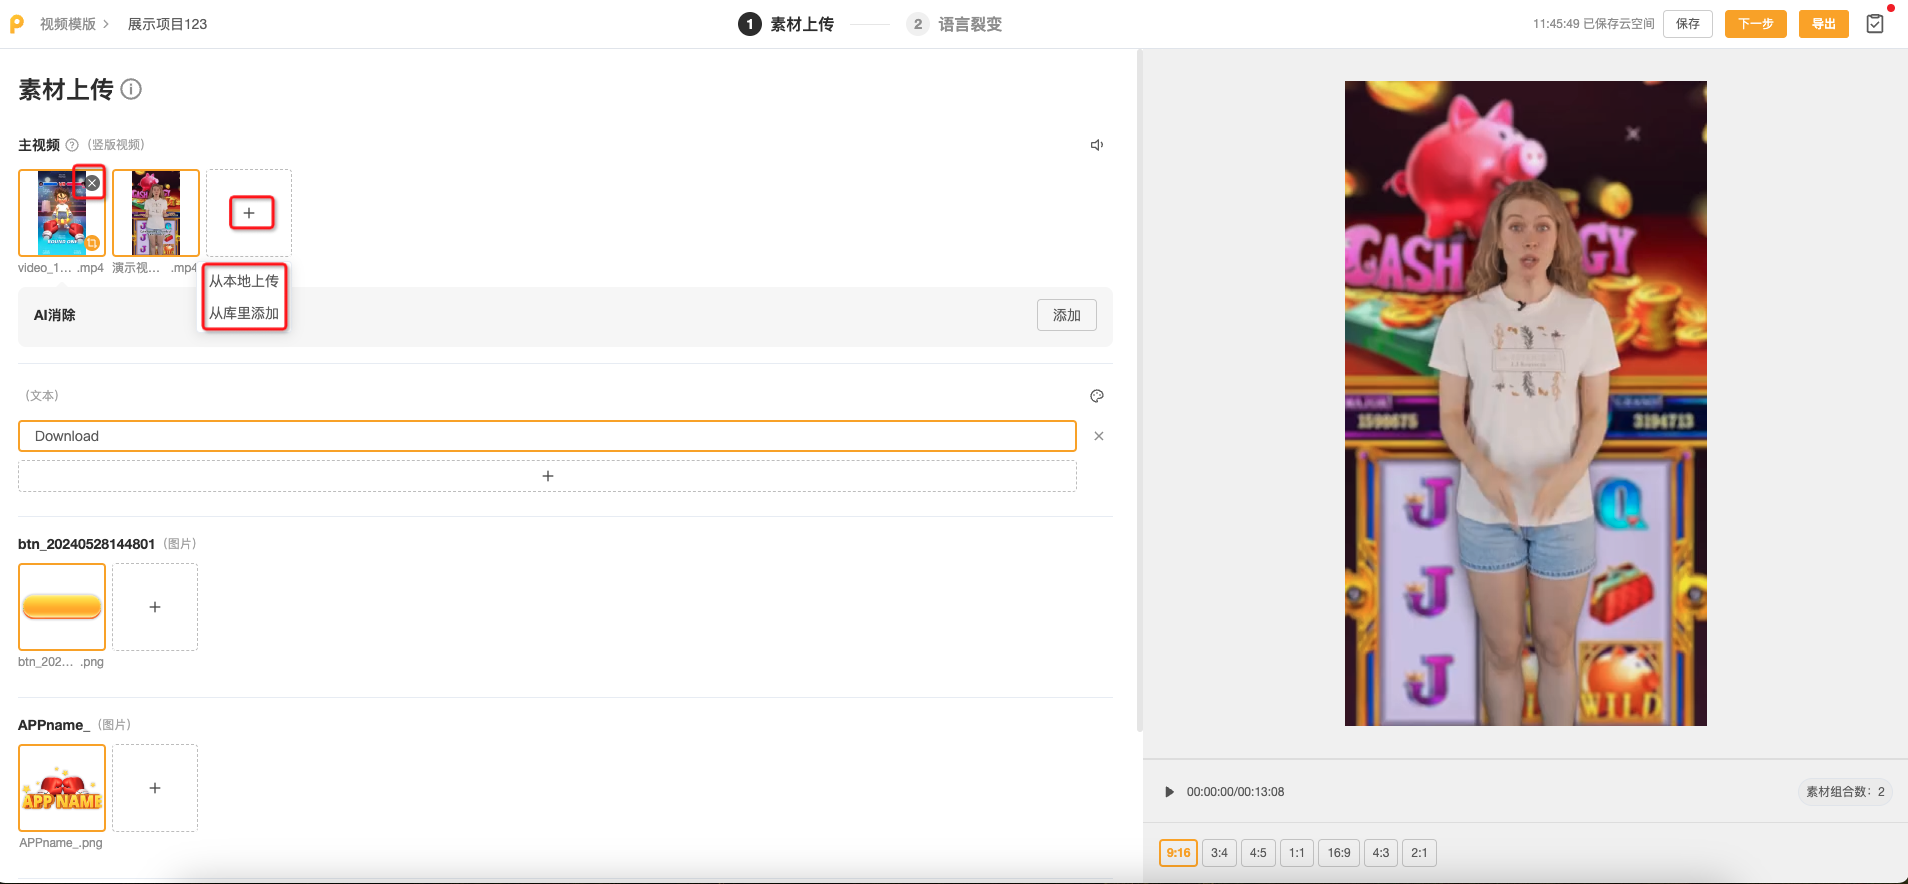 视频模版
展示项目123
1 素材上传
2 语言裂变
11:45:49 已保存云空间
保存
下一步
导出
素材上传
主视频 (竖版视频)
video_1... .mp4
演示视... .mp4
从本地上传
从库里添加
AI消除
添加
(文本)
Download
btn_20240528144801 (图片)
btn_202... .png
APPname_ (图片)
APP NAME
APPname_.png
CASH
MAJOR
1599675
GRAND
3194713
J
Q
J
J
WILD
00:00:00/00:13:08
素材组合数: 2
9:16
3:4
4:5
1:1
16:9
4:3
2:1